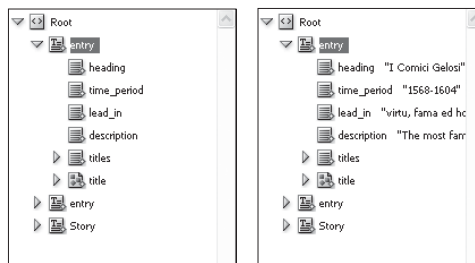 Root
entry
heading
time_period
lead_in
description
titles
title
entry
Story
Root
entry
heading "I Comici Gelosi"
time_period "1568-1604"
lead_in "virtu, fama ed ho
description "The most fam
titles
title
entry
Story